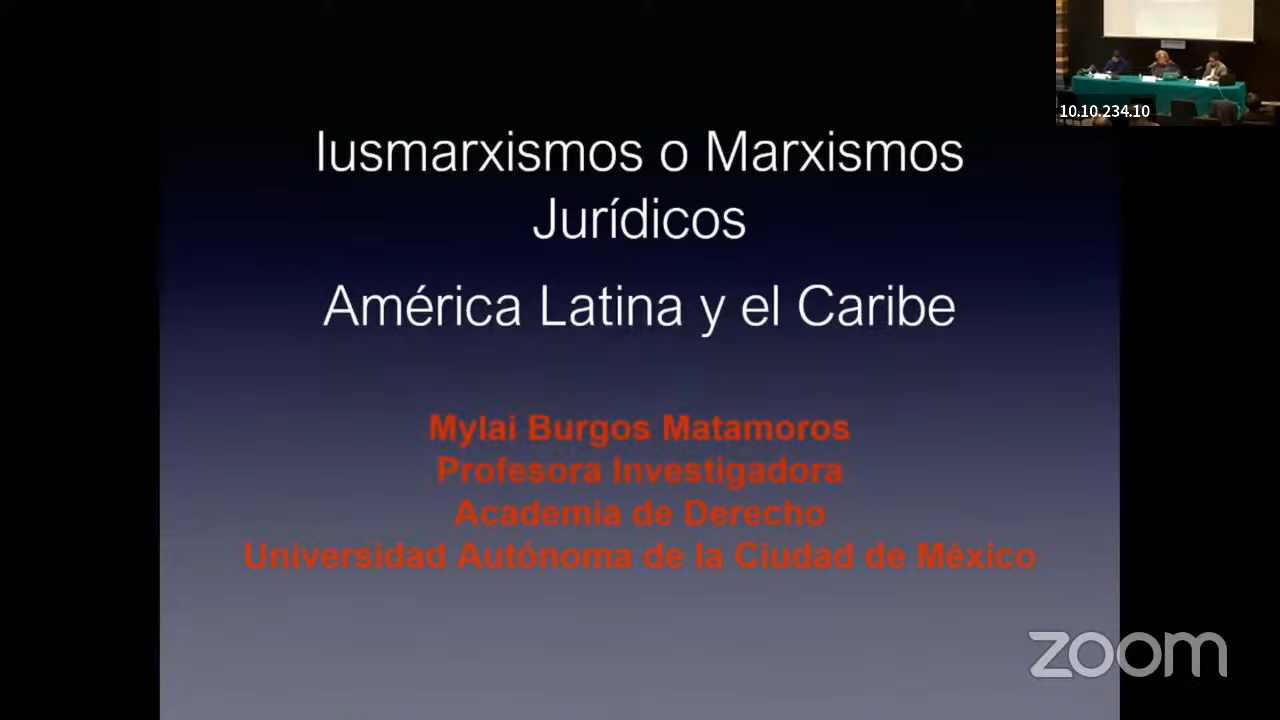 Iusmarxismos o Marxismos
Jurídicos
América Latina y el Caribe
Mylai Burgos Matamoros
Profesora Investigadora
Academia de Derecho
Universidad Autónoma de la Ciudad de México
10.10.234.10
zoom